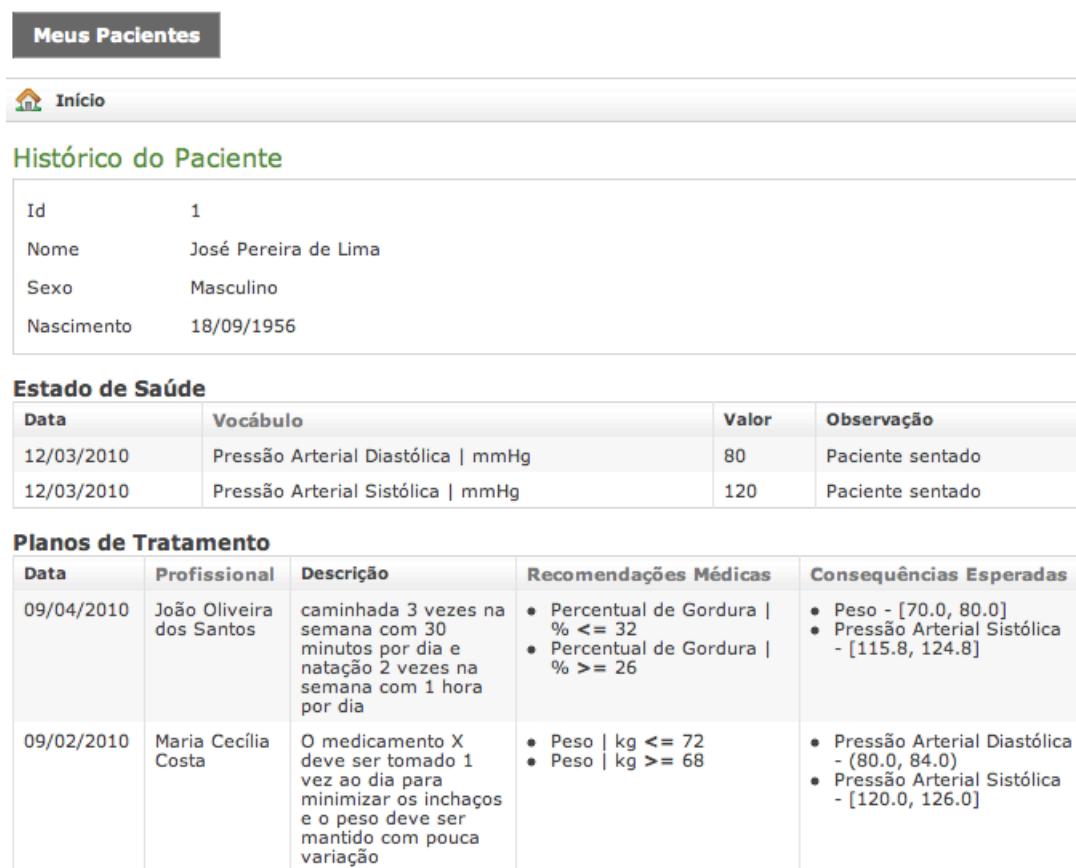 Meus Pacientes
Início
Histórico do Paciente
Id 1
Nome José Pereira de Lima
Sexo Masculino
Nascimento 18/09/1956
Estado de Saúde
Data Vocábulo Valor Observação
12/03/2010 Pressão Arterial Diastólica | mmHg 80 Paciente sentado
12/03/2010 Pressão Arterial Sistólica | mmHg 120 Paciente sentado
Planos de Tratamento
Data Profissional Descrição Recomendações Médicas Consequências Esperadas
09/04/2010 João Oliveira caminhada 3 vezes na • Percentual de Gordura | • Peso - [70.0, 80.0]
dos Santos semana com 30 % <= 32 • Pressão Arterial Sistólica
minutos por dia e • Percentual de Gordura | - [115.8, 124.8]
natação 2 vezes na % >= 26
semana com 1 hora
por dia
09/02/2010 Maria Cecília O medicamento X • Peso | kg <= 72 • Pressão Arterial Diastólica
Costa deve ser tomado 1 • Peso | kg >= 68 - (80.0, 84.0)
vez ao dia para • Pressão Arterial Sistólica
minimizar os inchaços - [120.0, 126.0]
e o peso deve ser
mantido com pouca
variação